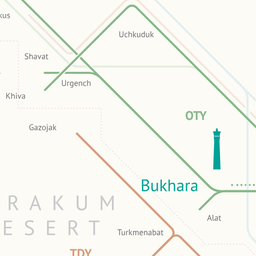 kus
Uchkuduk
Shavat
Urgench
Khiva
OTY
Gazojak
Bukhara
RAKUM
Alat
ESERT
Turkmenabat
TDY